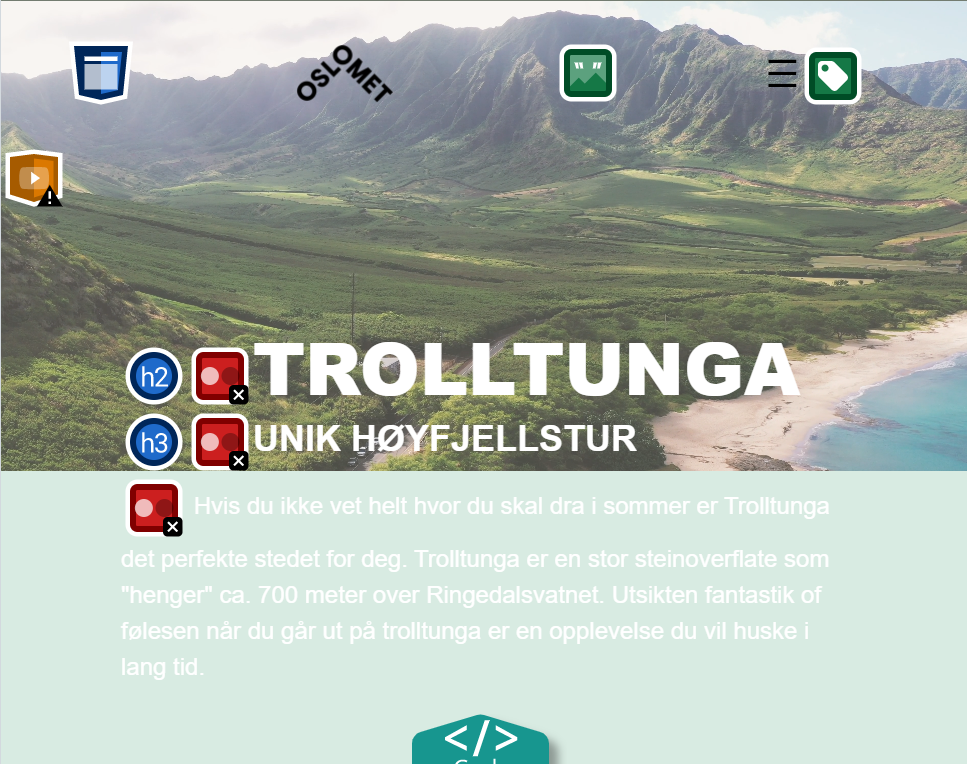 OSLOMET
h2
TROLLTUNGA
h3
UNIK HØYFJELLSTUR
Hvis du ikke vet helt hvor du skal dra i sommer er Trolltunga
det perfekte stedet for deg. Trolltunga er en stor steinoverflate som
"henger" ca. 700 meter over Ringedalsvatnet. Utsikten fantastik of
følesen når du går ut på trolltunga er en opplevelse du vil huske i
lang tid.
</>